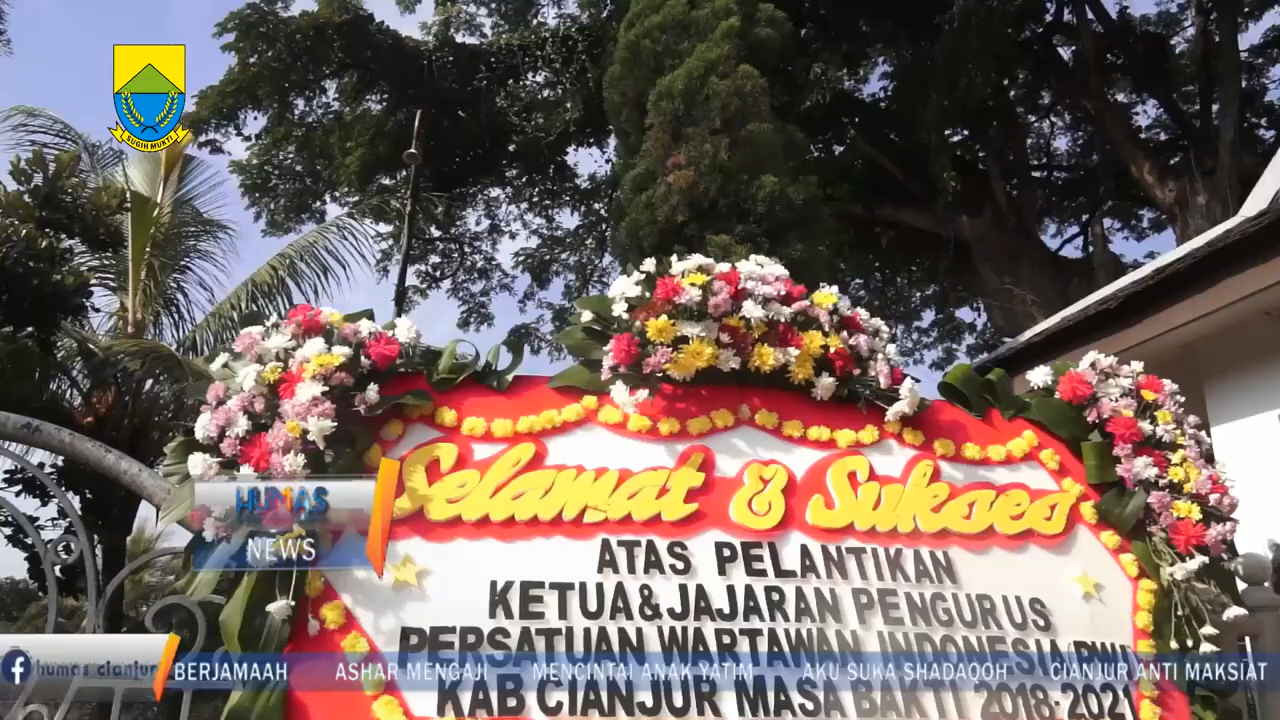 SUGIH MUKTI
Selamat & Sukses
ATAS PELANTIKAN
KETUA&JAJARAN PENGURUS
PERSATUAN WARTAWAN INDONESIA(PWI)
KAB CIANJUR MASA BAKTI 2018-2021
HUMAS
NEWS
humas cianjur
BERJAMAAH ASHAR MENGAJI MENCINTAI ANAK YATIM AKU SUKA SHADAQOH CIANJUR ANTI MAKSIAT